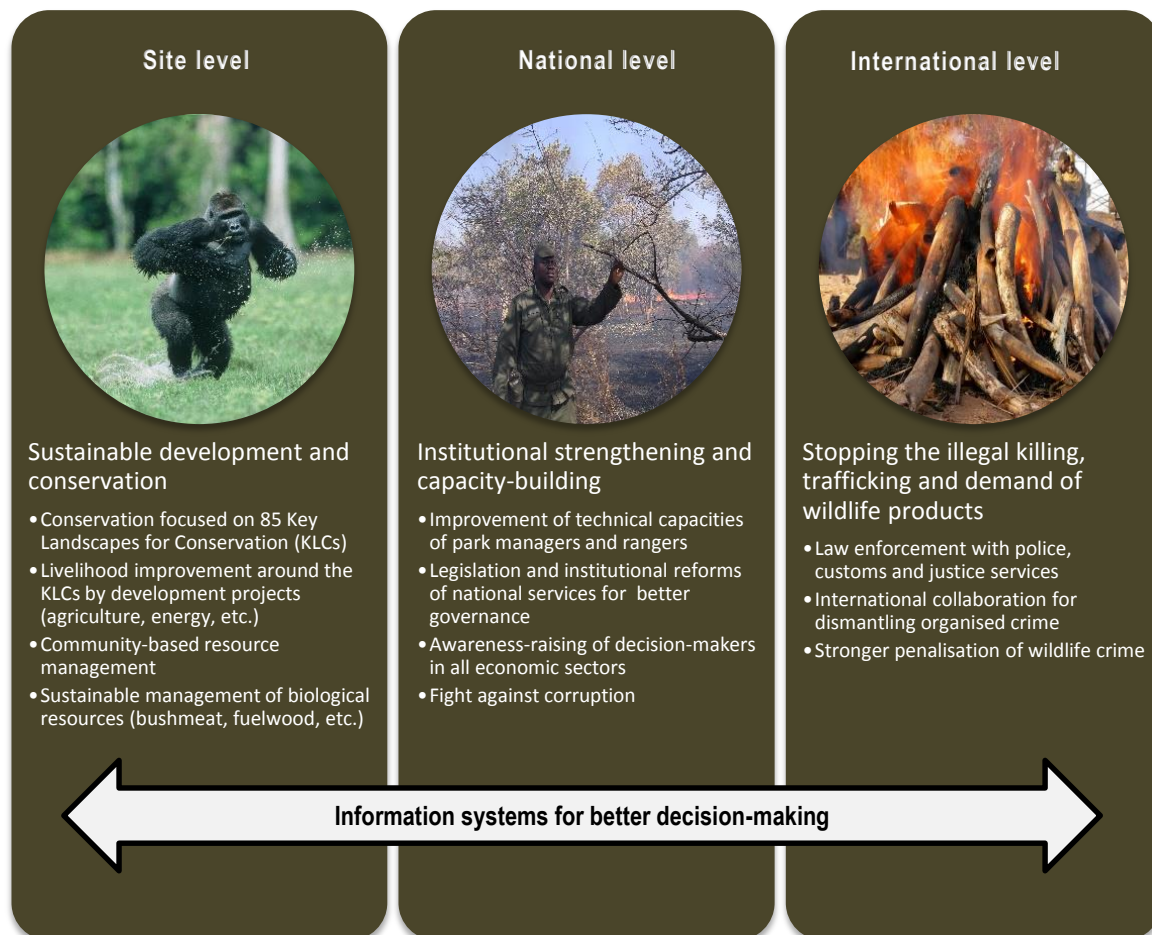 Site level
Sustainable development and
conservation
•Conservation focused on 85 Key
Landscapes for Conservation (KLCs)
•Livelihood improvement around the
KLCs by development projects
(agriculture, energy, etc.)
•Community-based resource
management
•Sustainable management of biological
resources (bushmeat, fuelwood, etc.)
National level
Institutional strengthening and
capacity-building
•Improvement of technical capacities
of park managers and rangers
•Legislation and institutional reforms
of national services for better
governance
•Awareness-raising of decision-makers
in all economic sectors
•Fight against corruption
International level
Stopping the illegal killing,
trafficking and demand of
wildlife products
•Law enforcement with police,
customs and justice services
•International collaboration for
dismantling organised crime
•Stronger penalisation of wildlife crime
Information systems for better decision-making